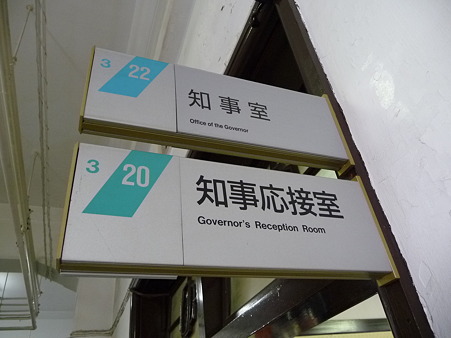 3 22 知事室
Office of the Governor
3 20 知事応接室
Governor's Reception Room